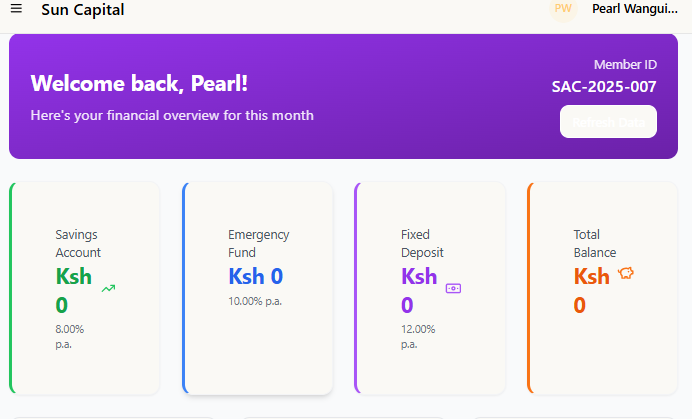 Sun Capital
PW
Pearl Wangui...
Welcome back, Pearl!
Here's your financial overview for this month
Member ID
SAC-2025-007
Refresh Data
Savings
Account
Ksh
0
8.00%
p.a.
Emergency
Fund
Ksh 0
10.00% p.a.
Fixed
Deposit
Ksh
0
12.00%
p.a.
Total
Balance
Ksh
0